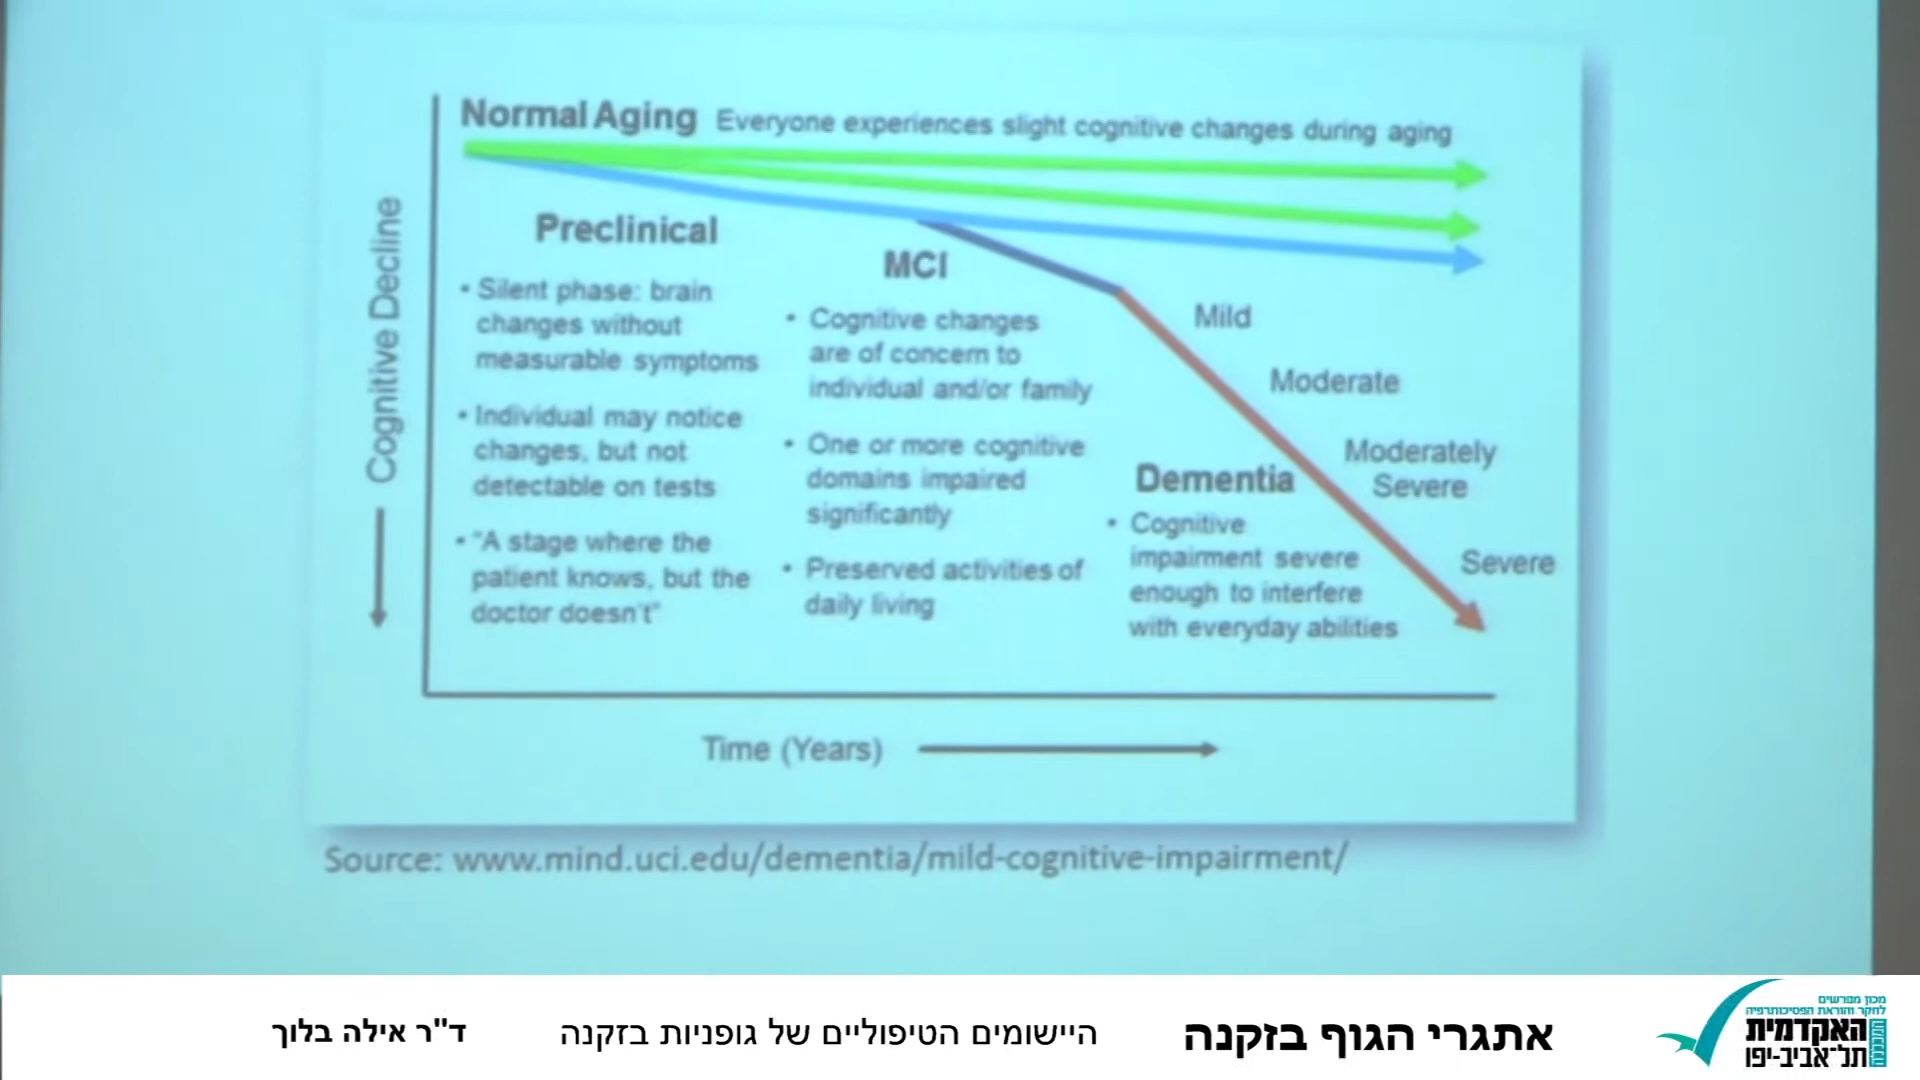 Normal Aging Everyone experiences slight cognitive changes during aging
Cognitive Decline
Preclinical
• Silent phase: brain
changes without
measurable symptoms
• Individual may notice
changes, but not
detectable on tests
• "A stage where the
patient knows, but the
doctor doesn't"
MCI
• Cognitive changes
are of concern to
individual and/or family
• One or more cognitive
domains impaired
significantly
• Preserved activities of
daily living
Dementia
• Cognitive
impairment severe
enough to interfere
with everyday abilities
Mild
Moderate
Moderately
Severe
Severe
Time (Years)
Source: www.mind.uci.edu/dementia/mild-cognitive-impairment/
אתגרי הגוף בזקנה היישומים הטיפוליים של גופניות בזקנה ד"ר אילה בלוך
מכון מפרשים
לחקר והוראת הפסיכותרפיה
האקדמית
תל־אביב-יפו